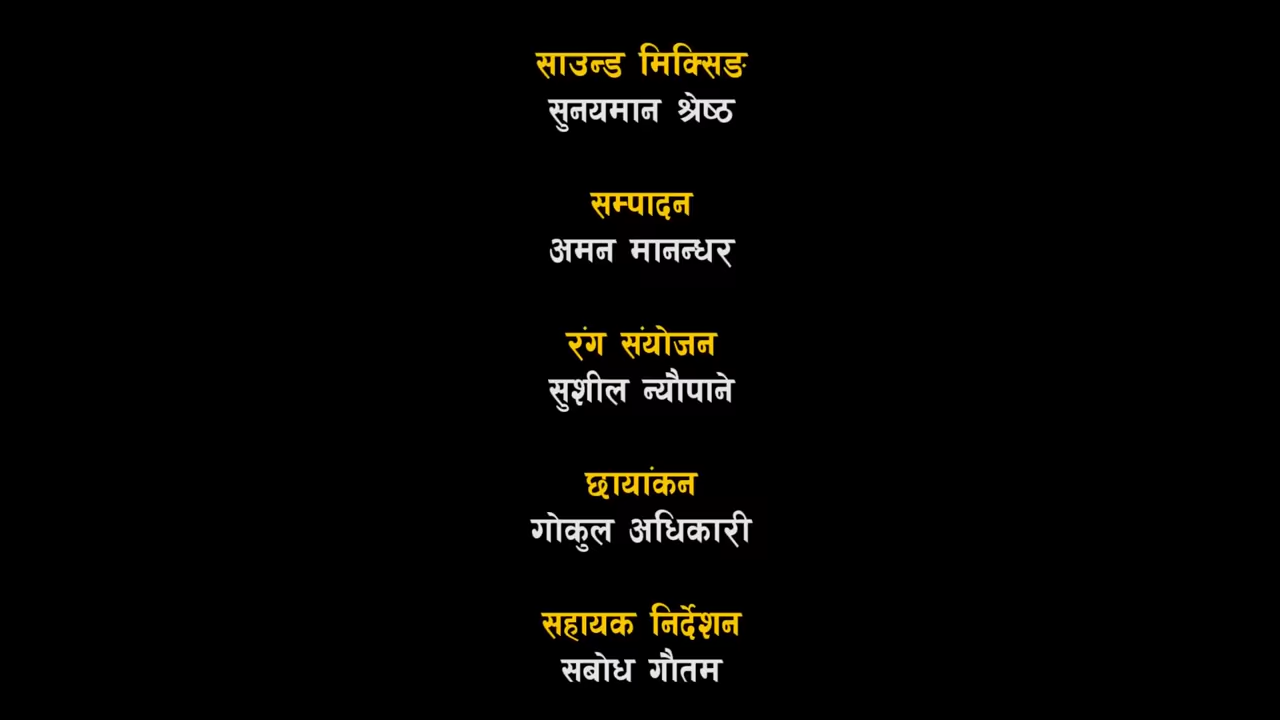 साउन्ड मिक्सिङ
सुनयमान श्रेष्ठ
सम्पादन
अमन मानन्धर
रंग संयोजन
सुशील न्यौपाने
छायांकन
गोकुल अधिकारी
सहायक निर्देशन
सबोध गौतम